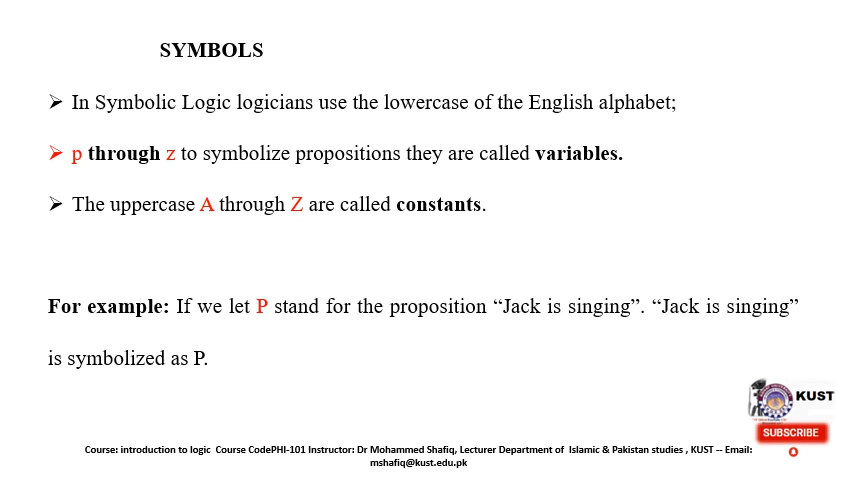 SYMBOLS
➢ In Symbolic Logic logicians use the lowercase of the English alphabet;
➢ p through z to symbolize propositions they are called variables.
➢ The uppercase A through Z are called constants.
For example: If we let P stand for the proposition “Jack is singing”. “Jack is singing”
is symbolized as P.
KUST
SUBSCRIBE
Course: introduction to logic Course CodePHI-101 Instructor: Dr Mohammed Shafiq, Lecturer Department of Islamic & Pakistan studies , KUST -- Email:
mshafiq@kust.edu.pk